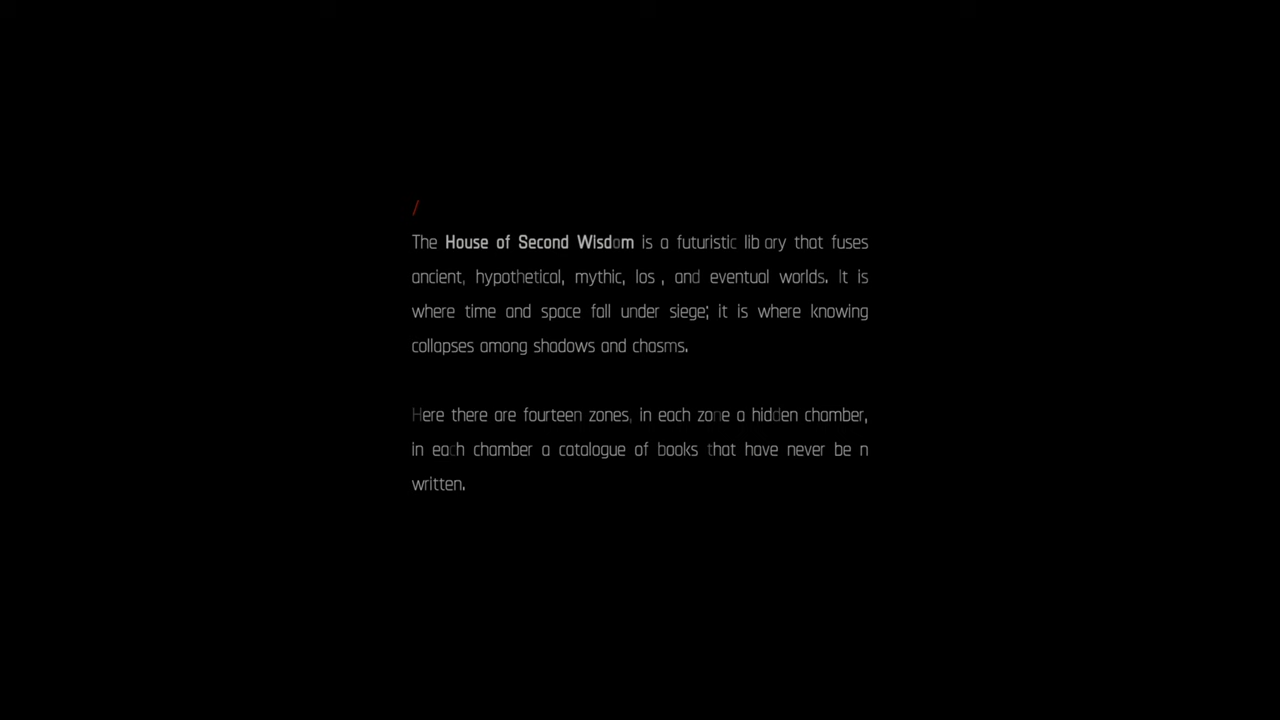 /
The House of Second Wisdom is a futuristic lib ary that fuses
ancient, hypothetical, mythic, los , and eventual worlds. It is
where time and space fall under siege; it is where knowing
collapses among shadows and chasms.
Here there are fourteen zones, in each zone a hidden chamber,
in each chamber a catalogue of books that have never be n
written.